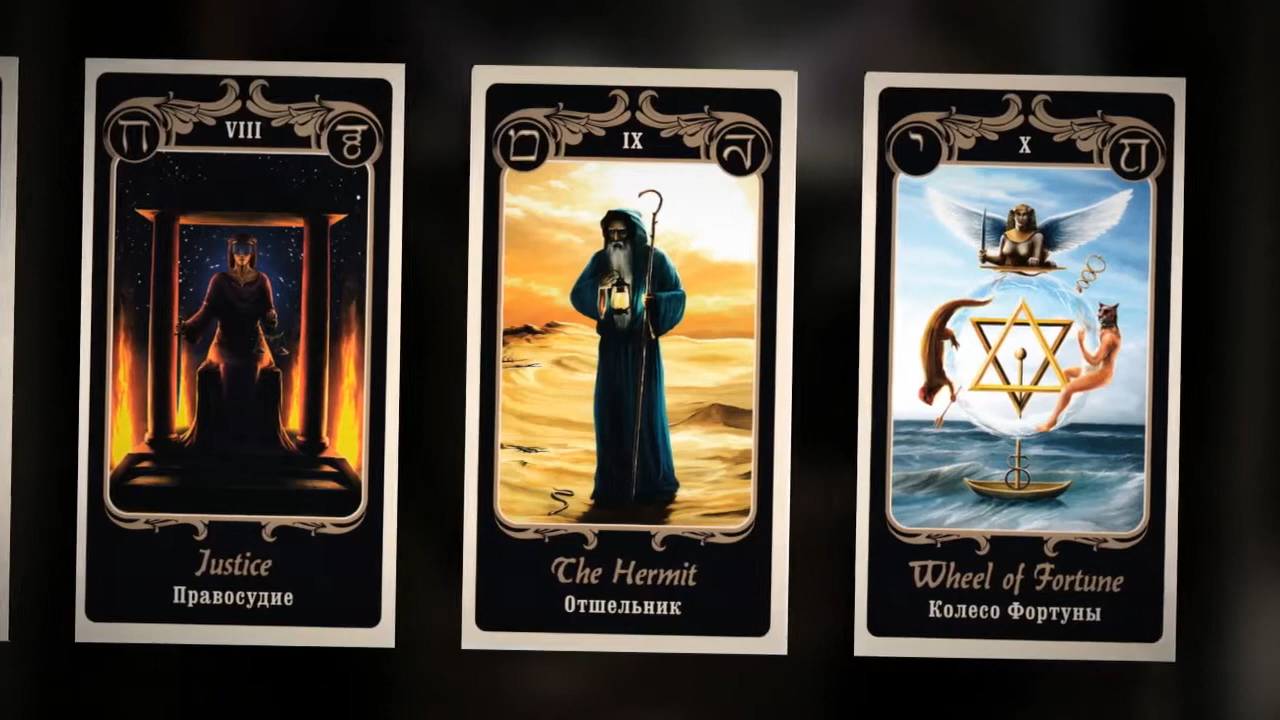 VIII
Justice
Правосудие
IX
The Hermit
Отшельник
X
Wheel of Fortune
Колесо Фортуны